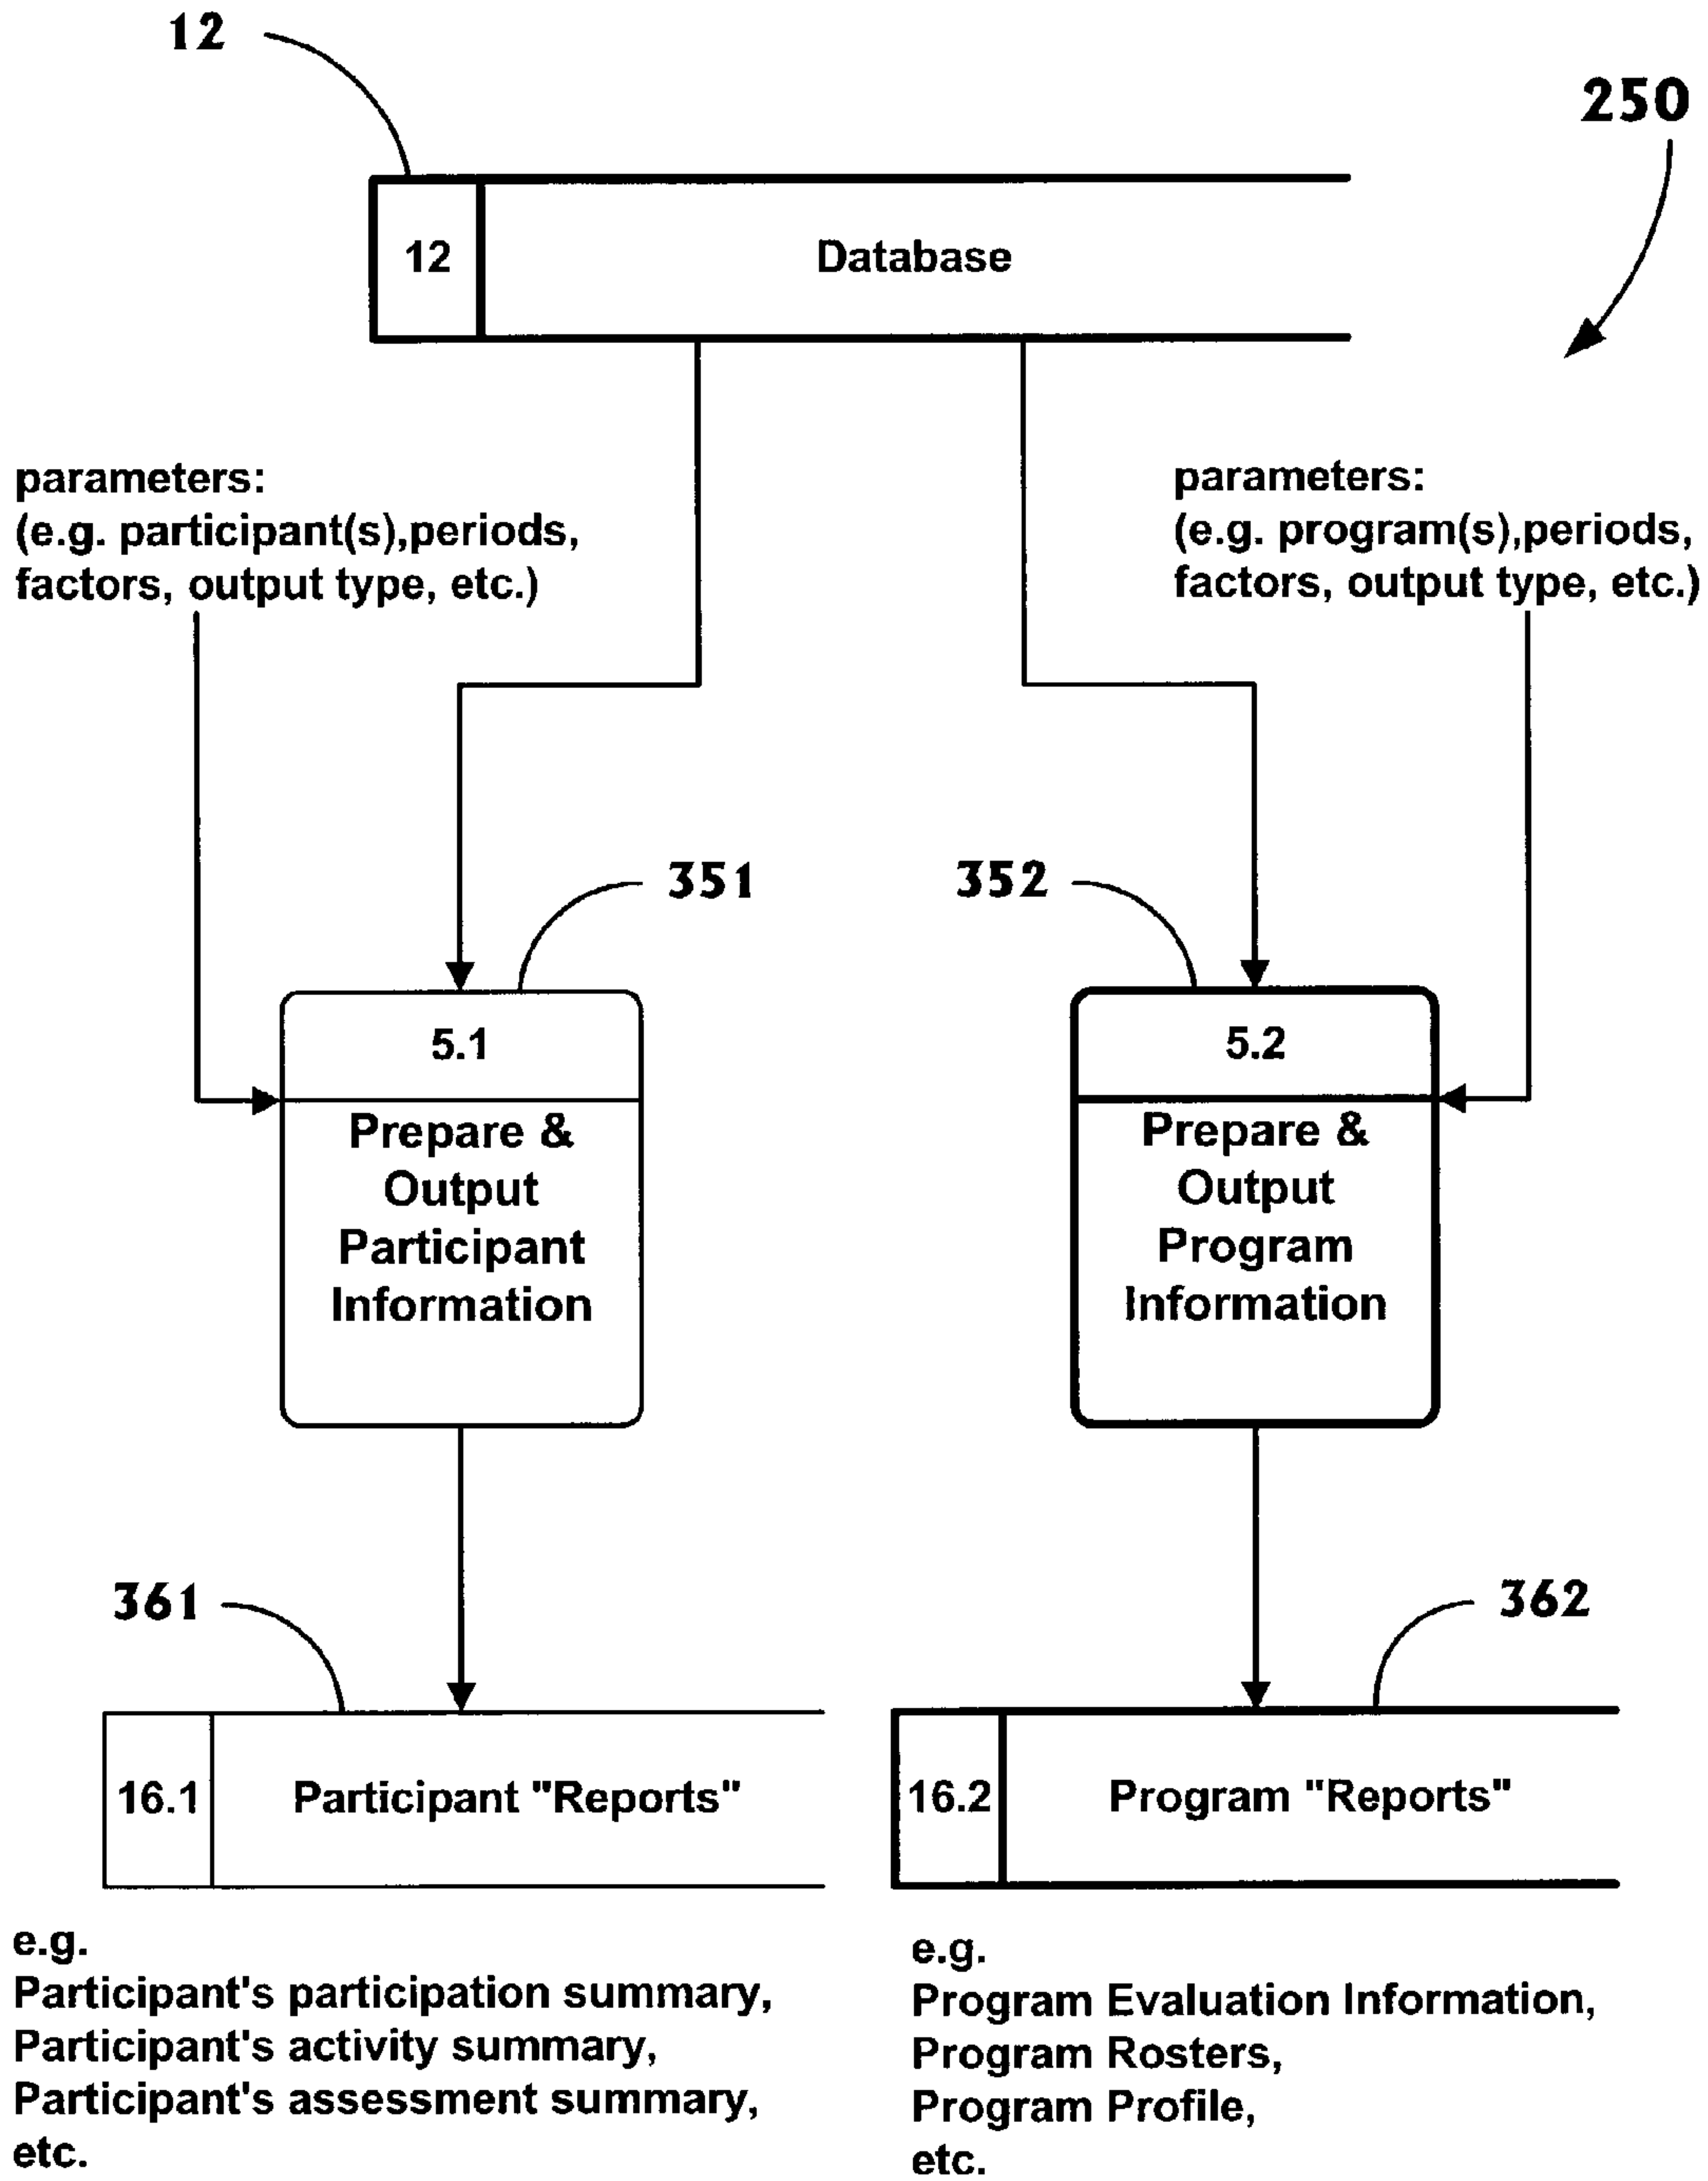 12
250
12
Database
parameters:
(e.g. participant(s),periods,
factors, output type, etc.)
parameters:
(e.g. program(s),periods,
factors, output type, etc.)
351
352
5.1
Prepare &
Output
Participant
Information
5.2
Prepare &
Output
Program
Information
361
362
16.1
Participant "Reports"
16.2
Program "Reports"
e.g.
Participant's participation summary,
Participant's activity summary,
Participant's assessment summary,
etc.
e.g.
Program Evaluation Information,
Program Rosters,
Program Profile,
etc.